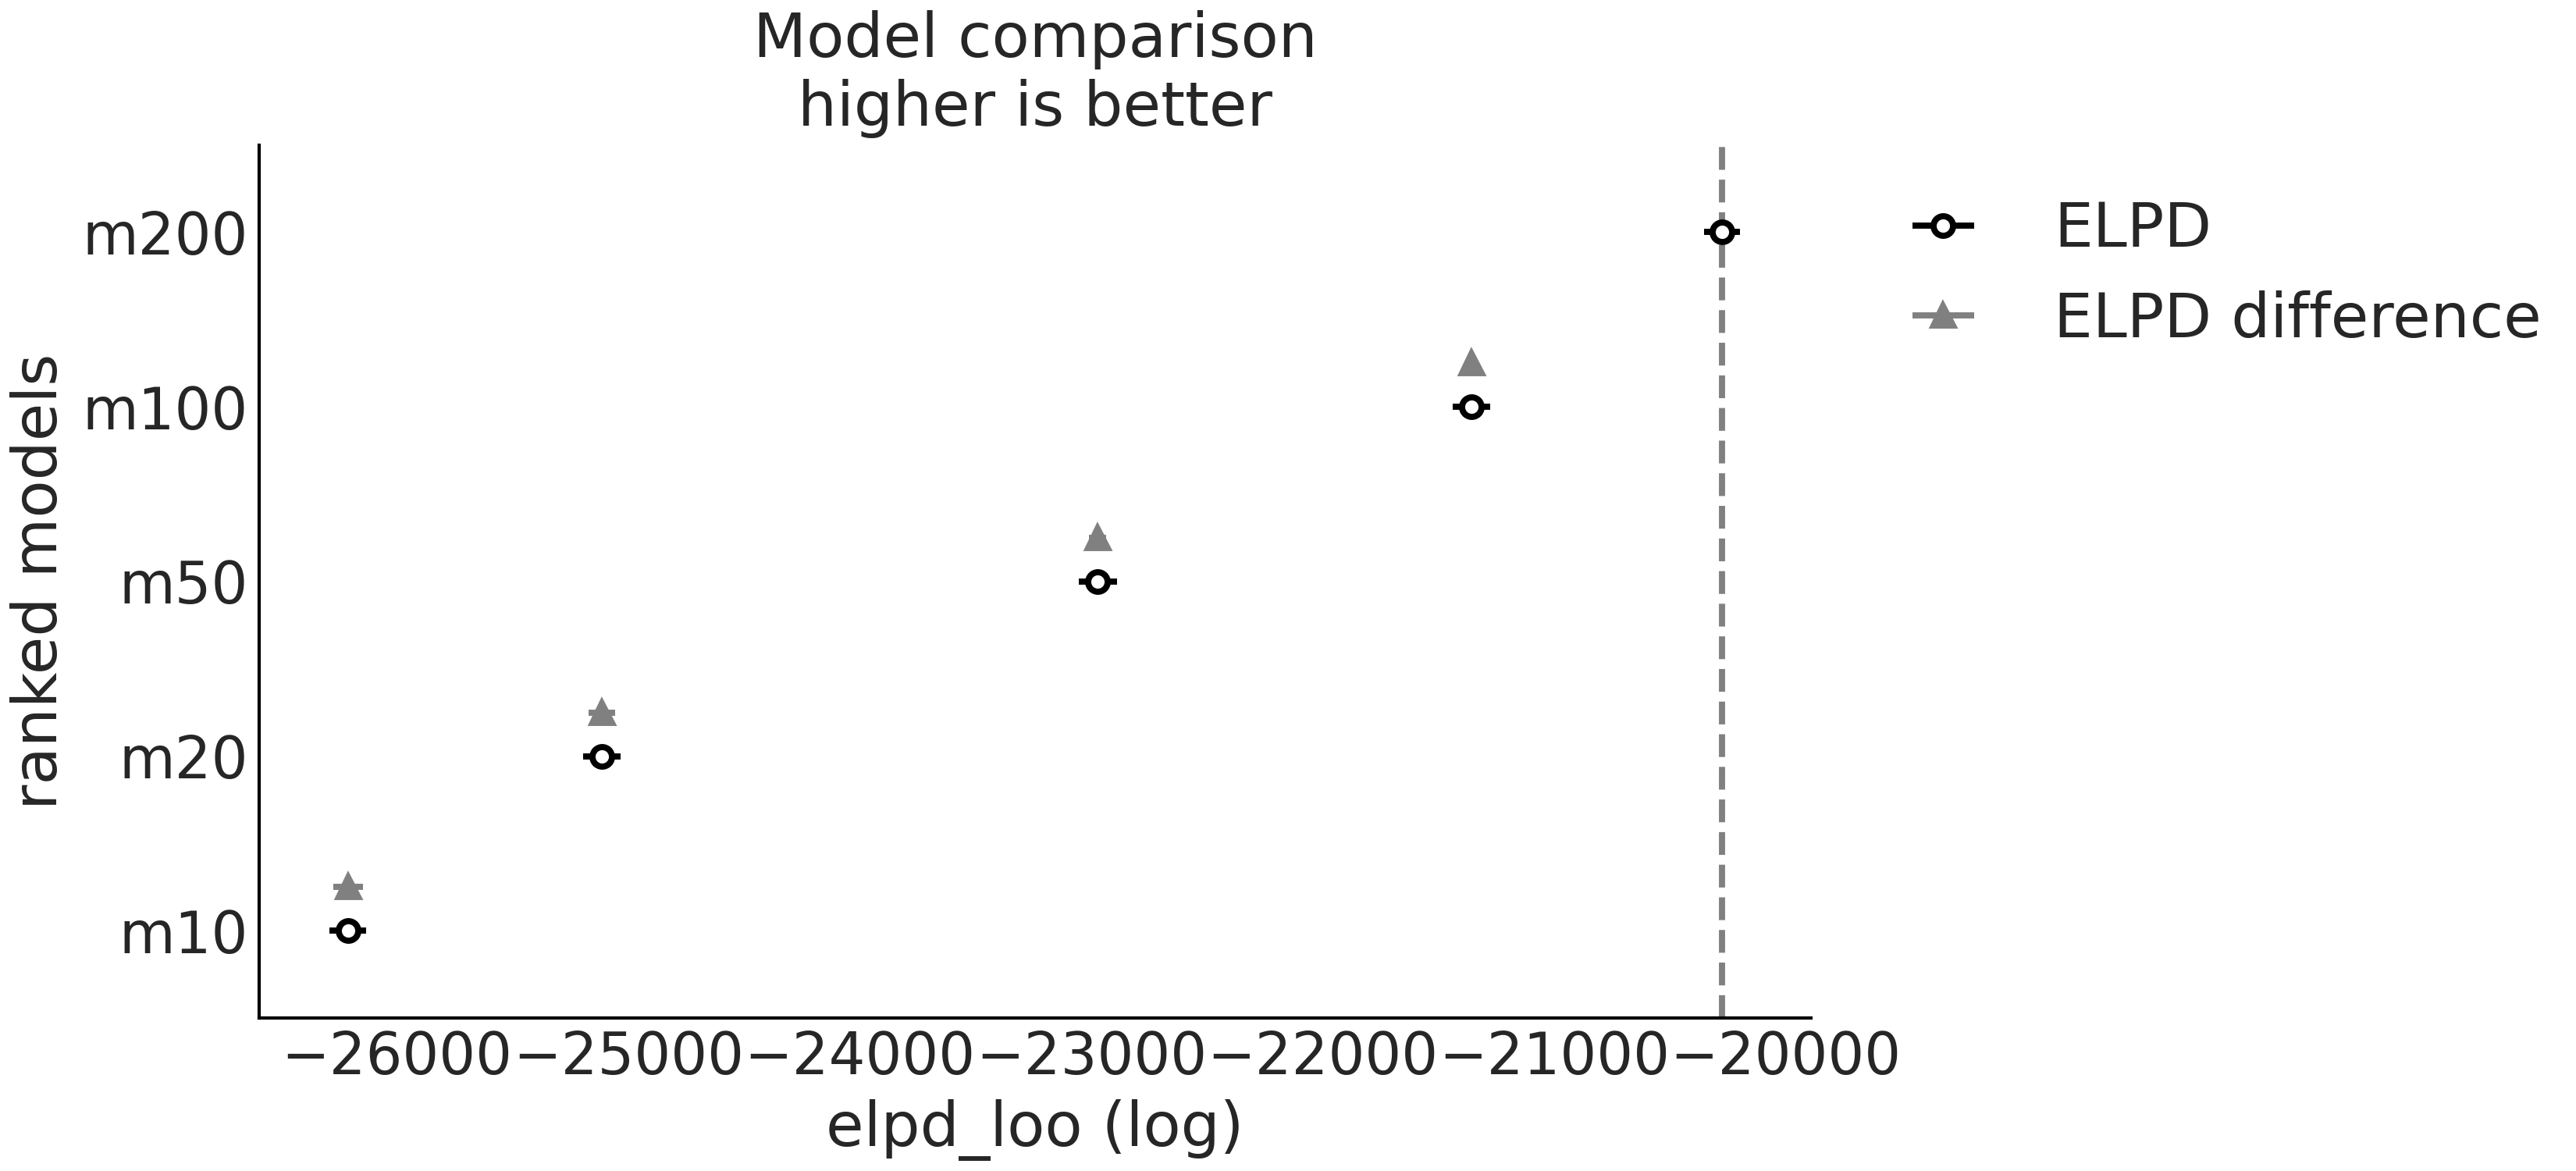 Model comparison
higher is better
ranked models
m200
m100
m50
m20
m10
−26000 −25000 −24000 −23000 −22000 −21000 −20000
elpd_loo (log)
ELPD
ELPD difference